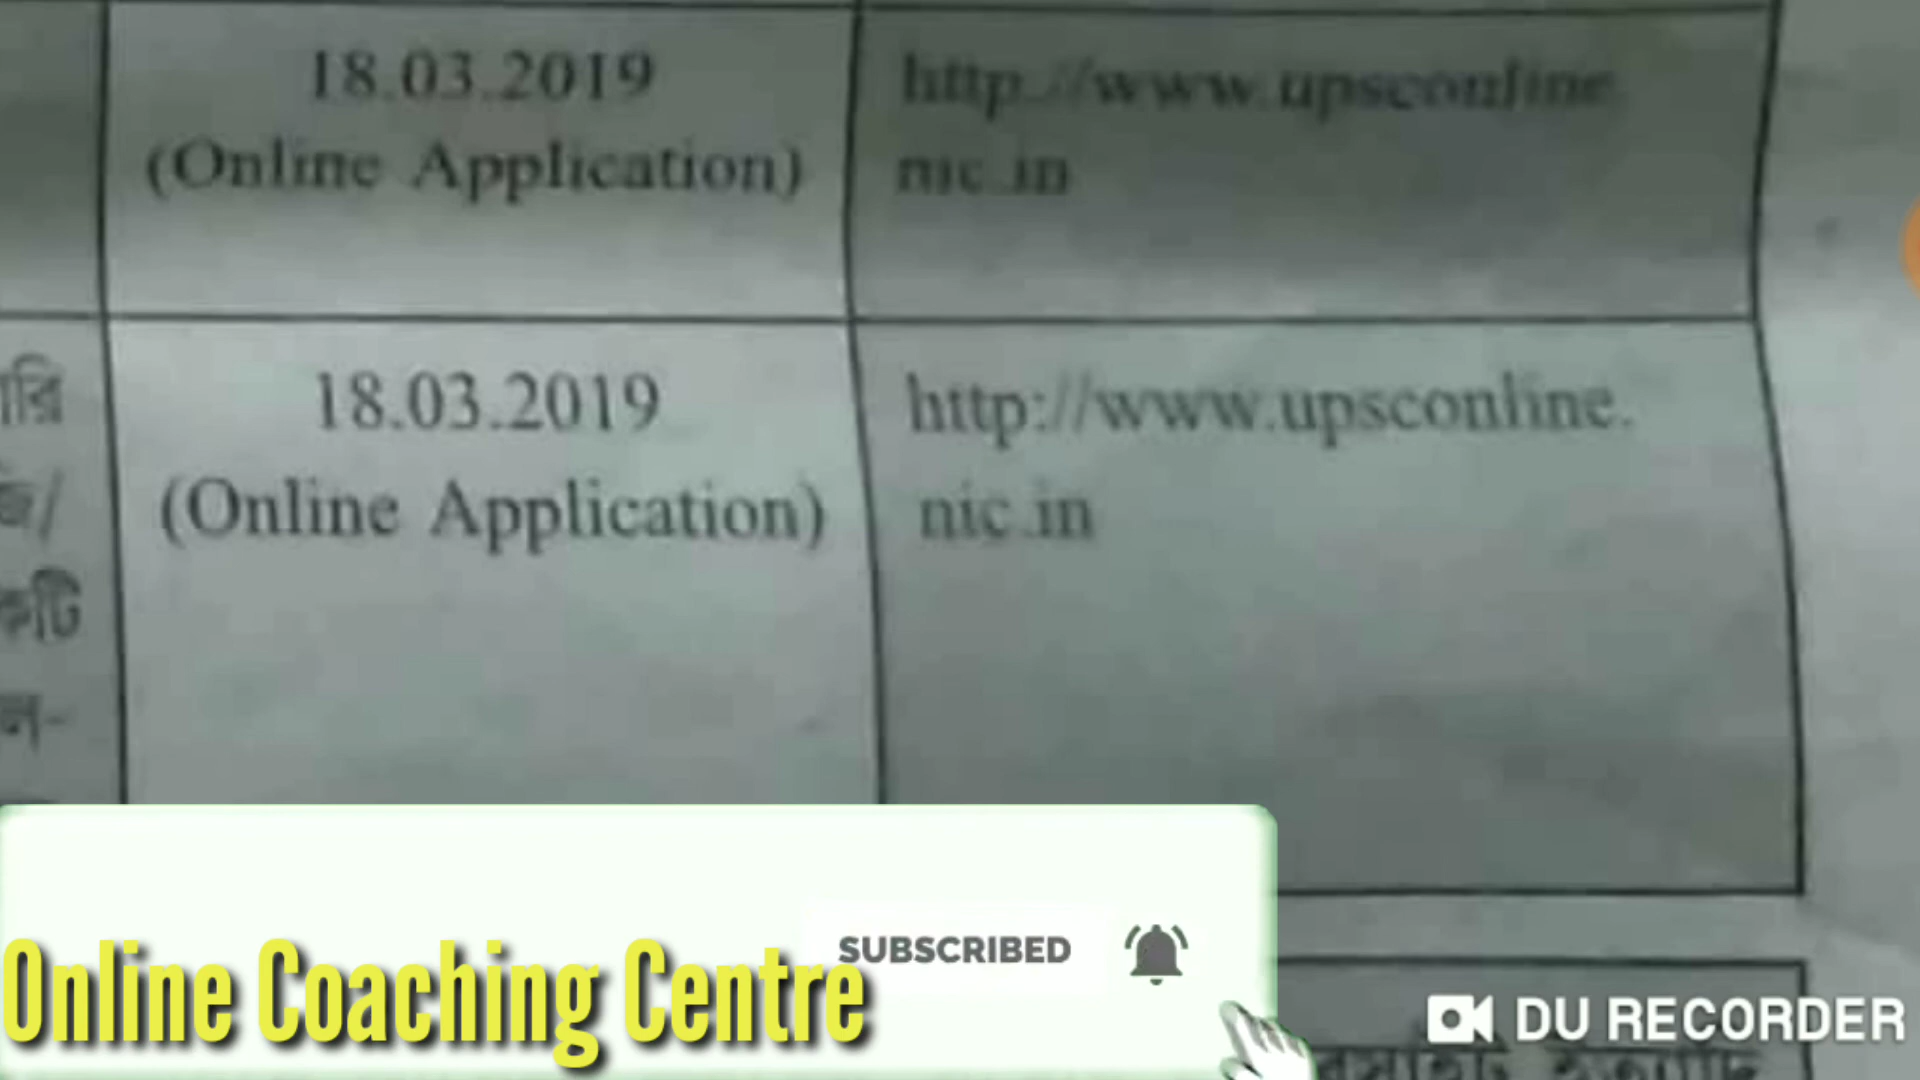 18.03.2019
(Online Application)
http://www.upsconline.
nic.in
18.03.2019
(Online Application)
http://www.upsconline.
nic.in
SUBSCRIBED
Online Coaching Centre
DU RECORDER